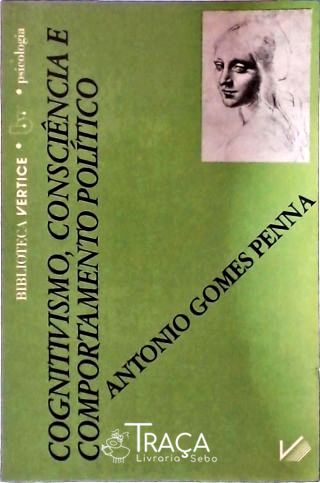 BIBLIOTECA VERTICE • • psicologia
COGNITIVISMO, CONSCIÊNCIA E
COMPORTAMENTO POLÍTICO
ANTONIO GOMES PENNA
TRAÇA
Livraria Sebo